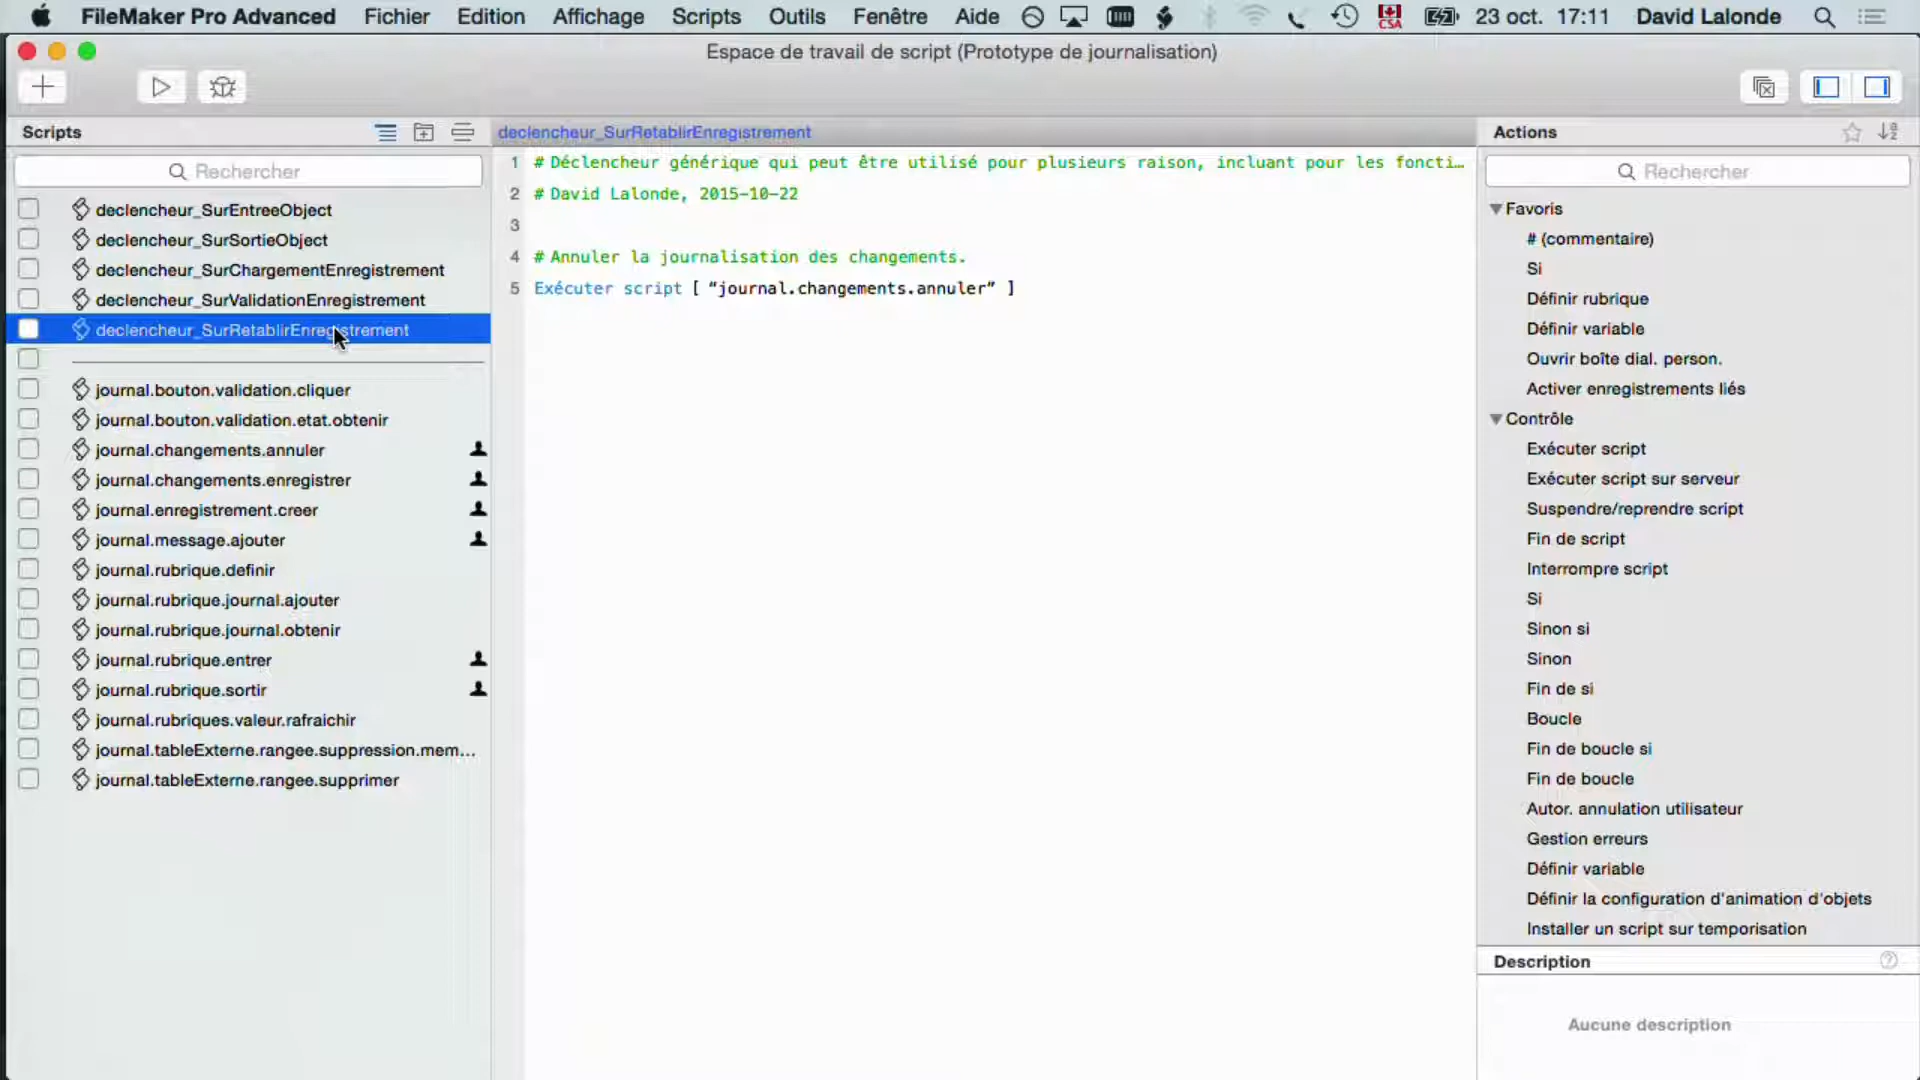 FileMaker Pro Advanced Fichier Edition Affichage Scripts Outils Fenêtre Aide CSA 23 oct. 17:11 David Lalonde
Espace de travail de script (Prototype de journalisation)
Scripts
Rechercher
declencheur_SurEntreeObject
declencheur_SurSortieObject
declencheur_SurChargementEnregistrement
declencheur_SurValidationEnregistrement
declencheur_SurRetablirEnregistrement
journal.bouton.validation.cliquer
journal.bouton.validation.etat.obtenir
journal.changements.annuler
journal.changements.enregistrer
journal.enregistrement.creer
journal.message.ajouter
journal.rubrique.definir
journal.rubrique.journal.ajouter
journal.rubrique.journal.obtenir
journal.rubrique.entrer
journal.rubrique.sortir
journal.rubriques.valeur.rafraichir
journal.tableExterne.rangee.suppression.mem...
journal.tableExterne.rangee.supprimer
declencheur_SurRetablirEnregistrement
1 # Déclencheur générique qui peut être utilisé pour plusieurs raison, incluant pour les foncti…
2 # David Lalonde, 2015-10-22
3
4 # Annuler la journalisation des changements.
5 Exécuter script [ “journal.changements.annuler” ]
Actions
Rechercher
Favoris
# (commentaire)
Si
Définir rubrique
Définir variable
Ouvrir boîte dial. person.
Activer enregistrements liés
Contrôle
Exécuter script
Exécuter script sur serveur
Suspendre/reprendre script
Fin de script
Interrompre script
Si
Sinon si
Sinon
Fin de si
Boucle
Fin de boucle si
Fin de boucle
Autor. annulation utilisateur
Gestion erreurs
Définir variable
Définir la configuration d'animation d'objets
Installer un script sur temporisation
Description
Aucune description